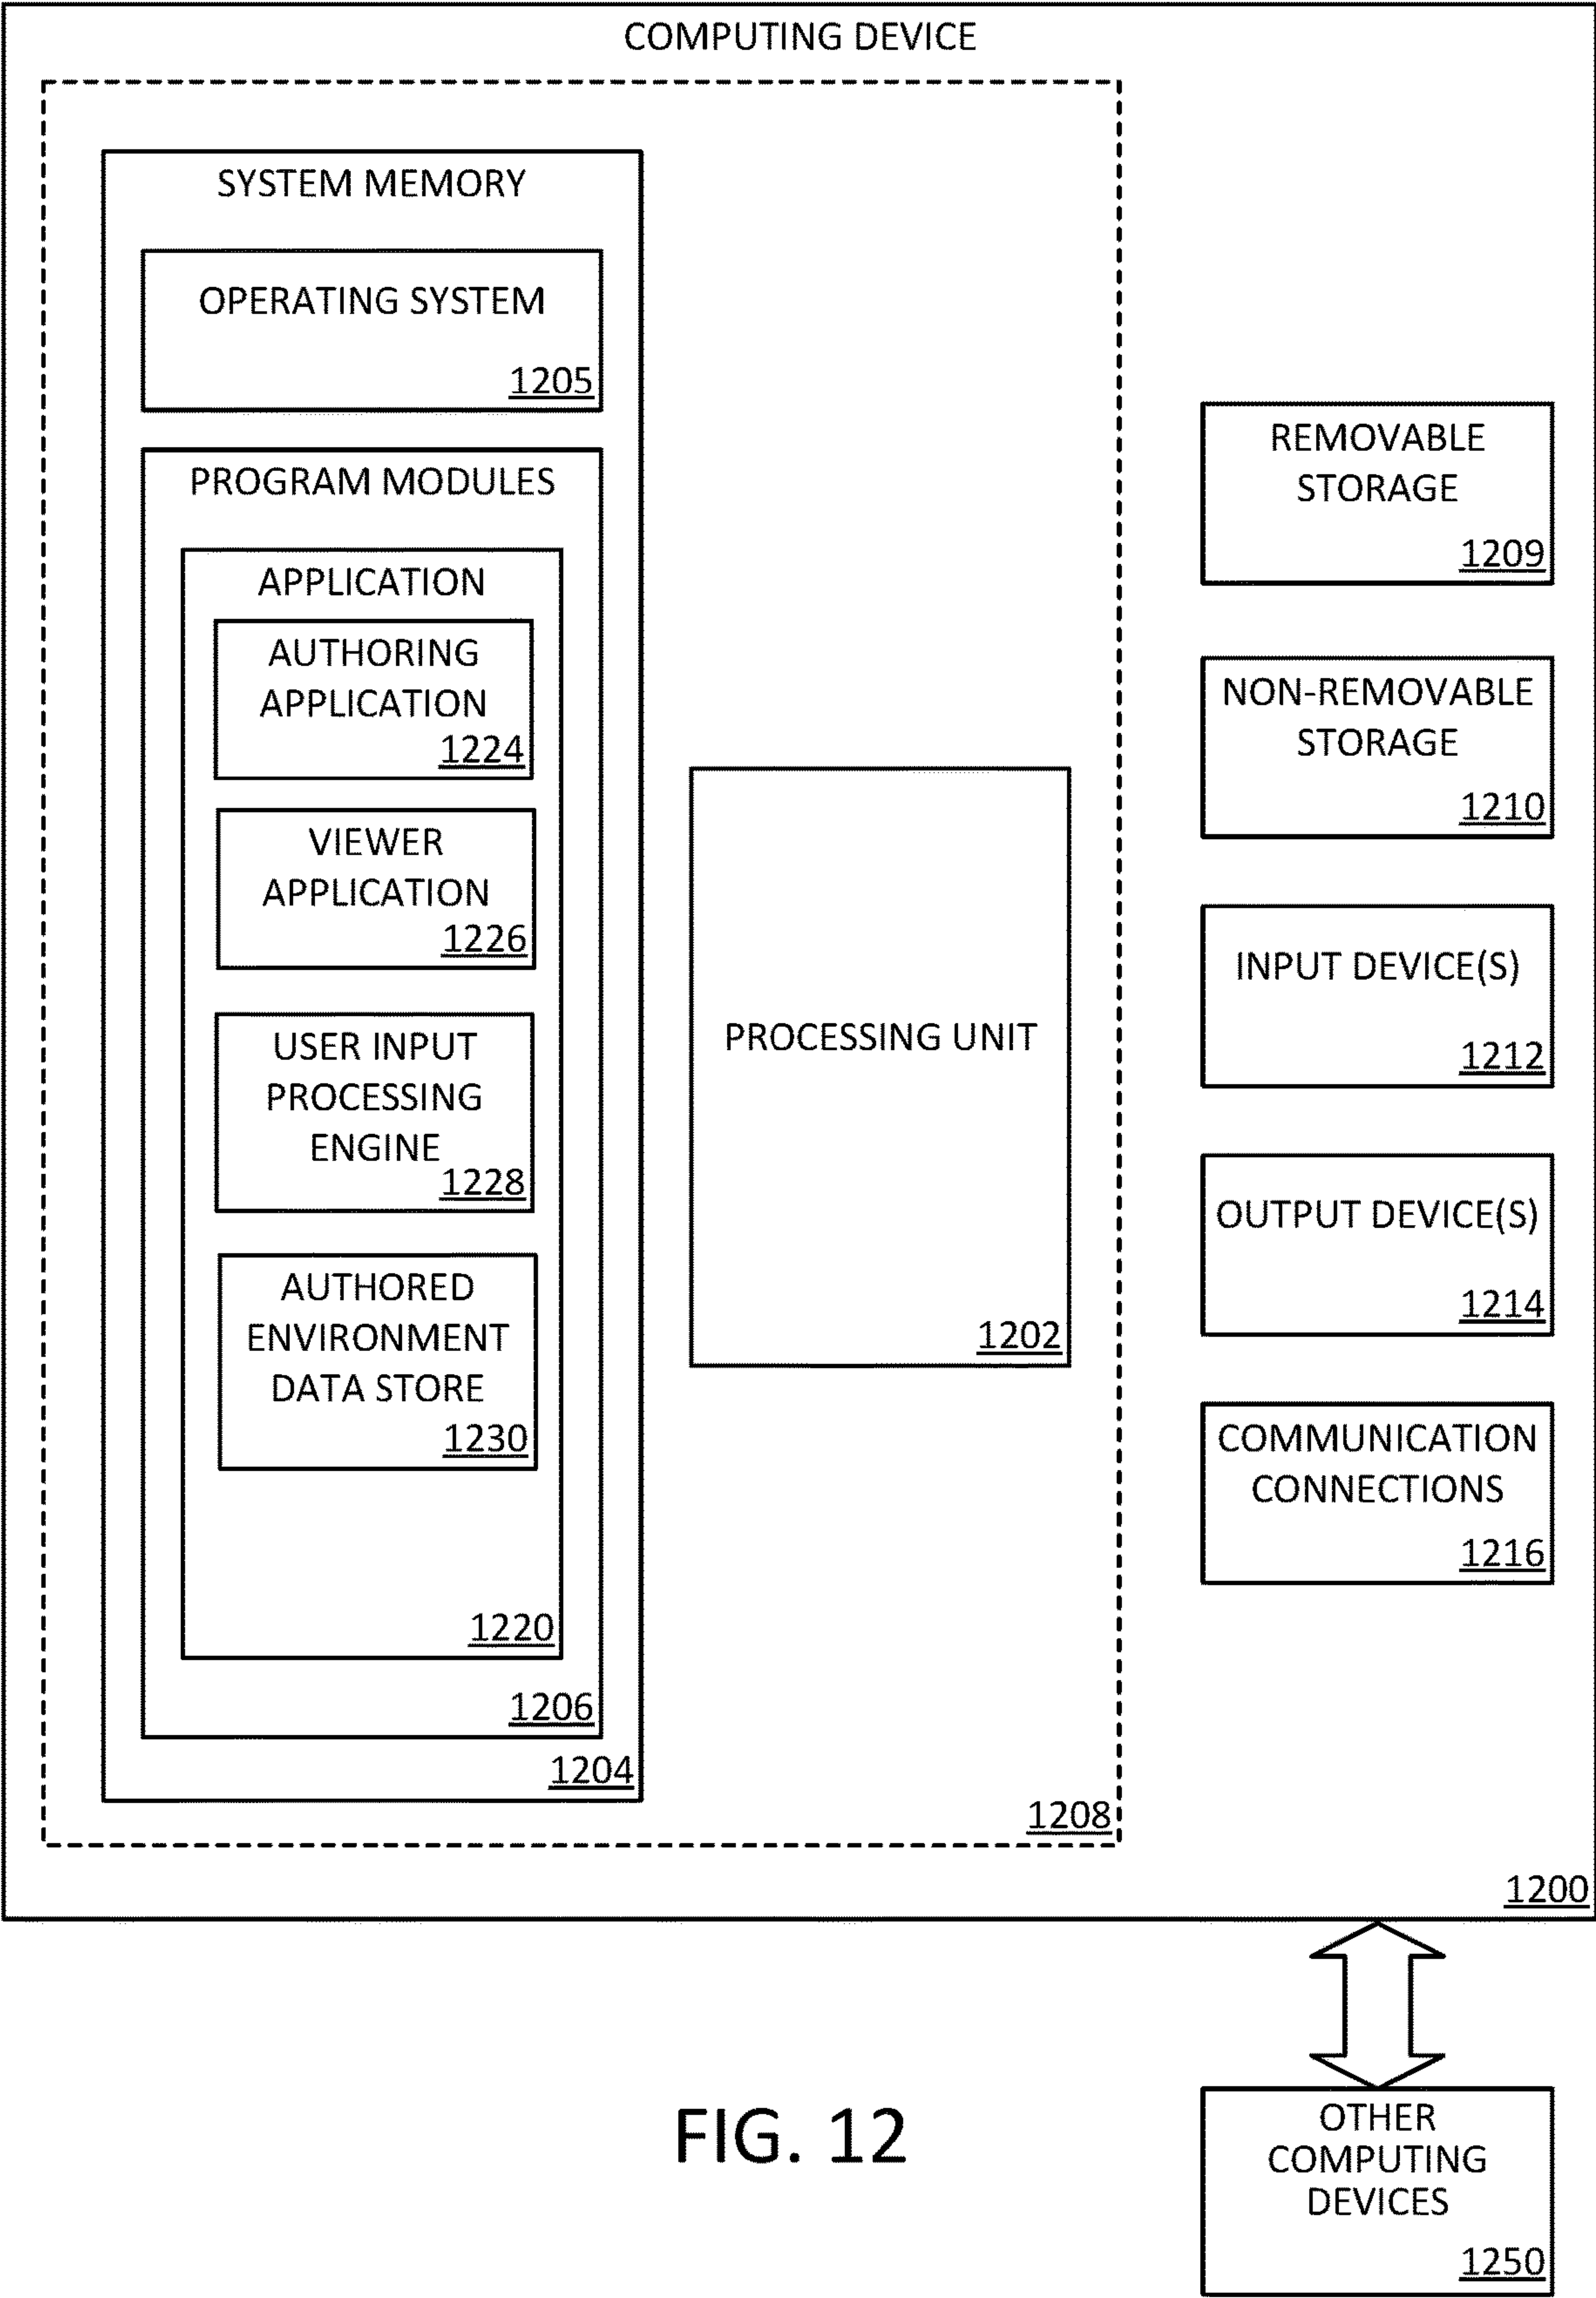 COMPUTING DEVICE
SYSTEM MEMORY
OPERATING SYSTEM
1205
PROGRAM MODULES
APPLICATION
AUTHORING
APPLICATION
1224
VIEWER
APPLICATION
1226
USER INPUT
PROCESSING
ENGINE
1228
AUTHORED
ENVIRONMENT
DATA STORE
1230
1220
1206
1204
PROCESSING UNIT
1202
1208
REMOVABLE
STORAGE
1209
NON-REMOVABLE
STORAGE
1210
INPUT DEVICE(S)
1212
OUTPUT DEVICE(S)
1214
COMMUNICATION
CONNECTIONS
1216
1200
OTHER
COMPUTING
DEVICES
1250
FIG. 12